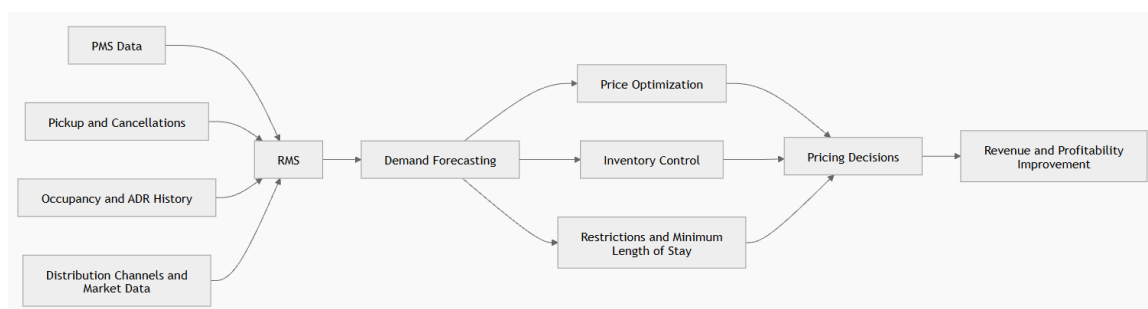 PMS Data
Pickup and Cancellations
Occupancy and ADR History
Distribution Channels and
Market Data
RMS
Demand Forecasting
Price Optimization
Inventory Control
Restrictions and Minimum
Length of Stay
Pricing Decisions
Revenue and Profitability
Improvement